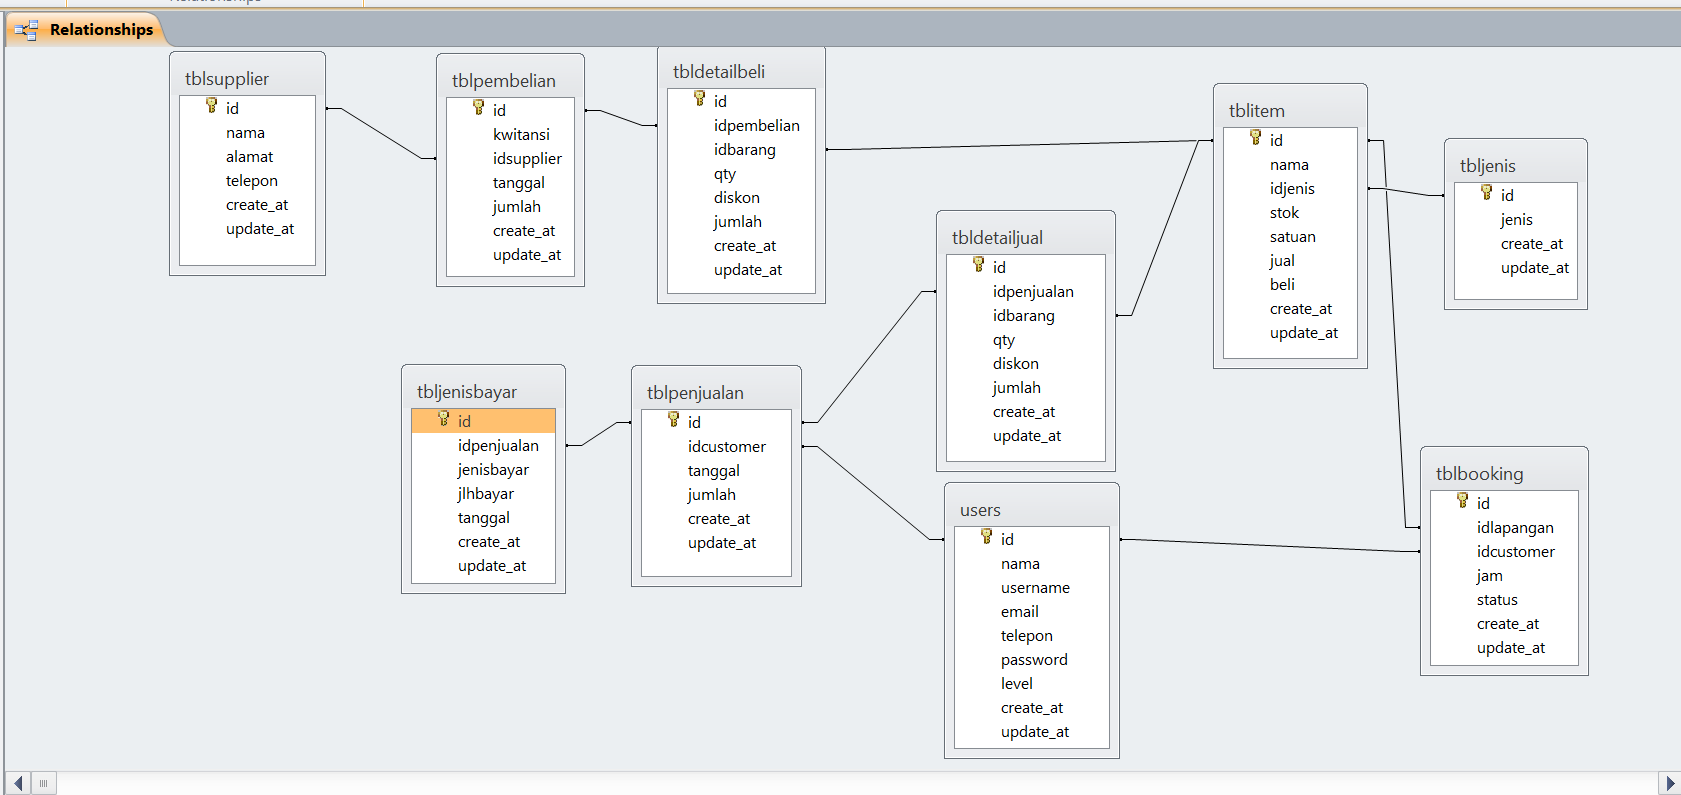 Relationships
Relationships
tblsupplier
id
nama
alamat
telepon
create_at
update_at
tblpembelian
id
kwitansi
idsupplier
tanggal
jumlah
create_at
update_at
tbldetailbeli
id
idpembelian
idbarang
qty
diskon
jumlah
create_at
update_at
tblitem
id
nama
idjenis
stok
satuan
jual
beli
create_at
update_at
tbljenis
id
jenis
create_at
update_at
tbldetailjual
id
idpenjualan
idbarang
qty
diskon
jumlah
create_at
update_at
tbljenisbayar
id
idpenjualan
jenisbayar
jlhbayar
tanggal
create_at
update_at
tblpenjualan
id
idcustomer
tanggal
jumlah
create_at
update_at
users
id
nama
username
email
telepon
password
level
create_at
update_at
tblbooking
id
idlapangan
idcustomer
jam
status
create_at
update_at